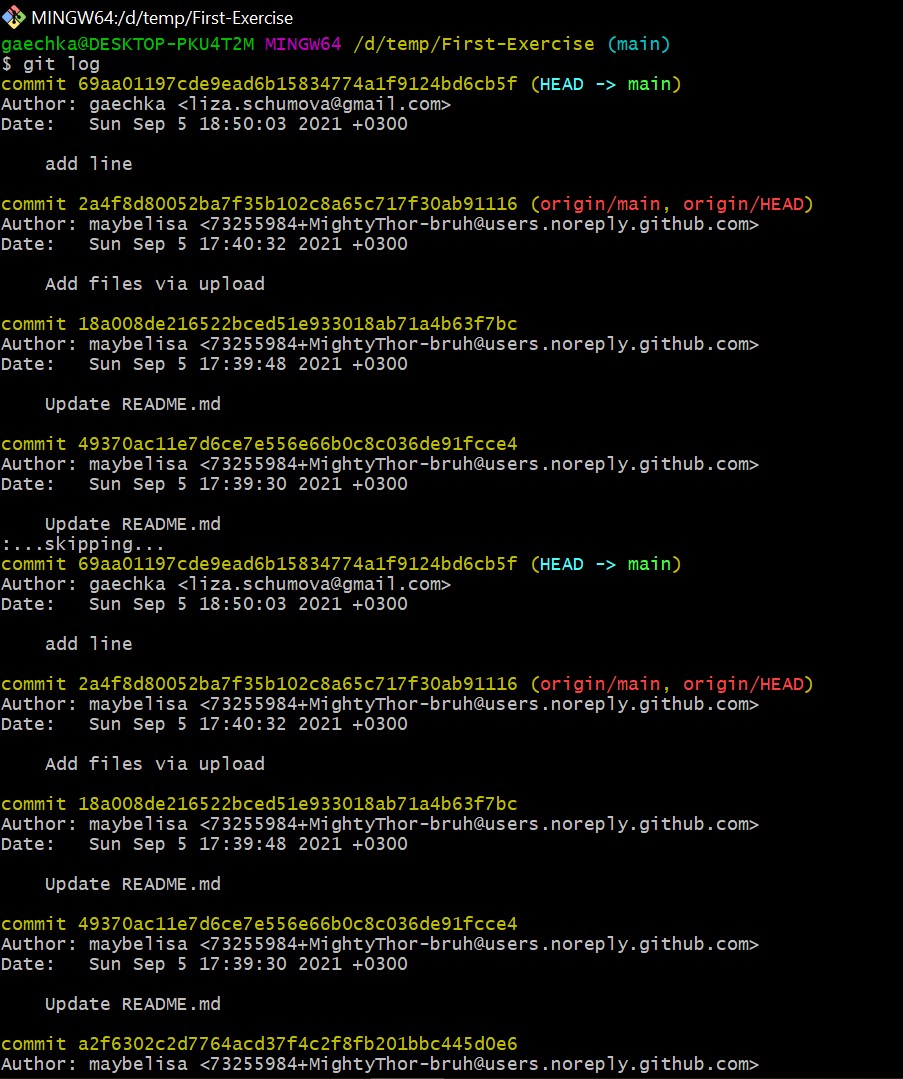 MINGW64:/d/temp/First-Exercise
gaechka@DESKTOP-PKU4T2M MINGW64 /d/temp/First-Exercise (main)
$ git log
commit 69aa01197cde9ead6b15834774a1f9124bd6cb5f (HEAD -> main)
Author: gaechka <liza.schumova@gmail.com>
Date:   Sun Sep 5 18:50:03 2021 +0300

    add line

commit 2a4f8d80052ba7f35b102c8a65c717f30ab91116 (origin/main, origin/HEAD)
Author: maybelisa <73255984+MightyThor-bruh@users.noreply.github.com>
Date:   Sun Sep 5 17:40:32 2021 +0300

    Add files via upload

commit 18a008de216522bced51e933018ab71a4b63f7bc
Author: maybelisa <73255984+MightyThor-bruh@users.noreply.github.com>
Date:   Sun Sep 5 17:39:48 2021 +0300

    Update README.md

commit 49370ac11e7d6ce7e556e66b0c8c036de91fcce4
Author: maybelisa <73255984+MightyThor-bruh@users.noreply.github.com>
Date:   Sun Sep 5 17:39:30 2021 +0300

    Update README.md
:...skipping...
commit 69aa01197cde9ead6b15834774a1f9124bd6cb5f (HEAD -> main)
Author: gaechka <liza.schumova@gmail.com>
Date:   Sun Sep 5 18:50:03 2021 +0300

    add line

commit 2a4f8d80052ba7f35b102c8a65c717f30ab91116 (origin/main, origin/HEAD)
Author: maybelisa <73255984+MightyThor-bruh@users.noreply.github.com>
Date:   Sun Sep 5 17:40:32 2021 +0300

    Add files via upload

commit 18a008de216522bced51e933018ab71a4b63f7bc
Author: maybelisa <73255984+MightyThor-bruh@users.noreply.github.com>
Date:   Sun Sep 5 17:39:48 2021 +0300

    Update README.md

commit 49370ac11e7d6ce7e556e66b0c8c036de91fcce4
Author: maybelisa <73255984+MightyThor-bruh@users.noreply.github.com>
Date:   Sun Sep 5 17:39:30 2021 +0300

    Update README.md

commit a2f6302c2d7764acd37f4c2f8fb201bbc445d0e6
Author: maybelisa <73255984+MightyThor-bruh@users.noreply.github.com>